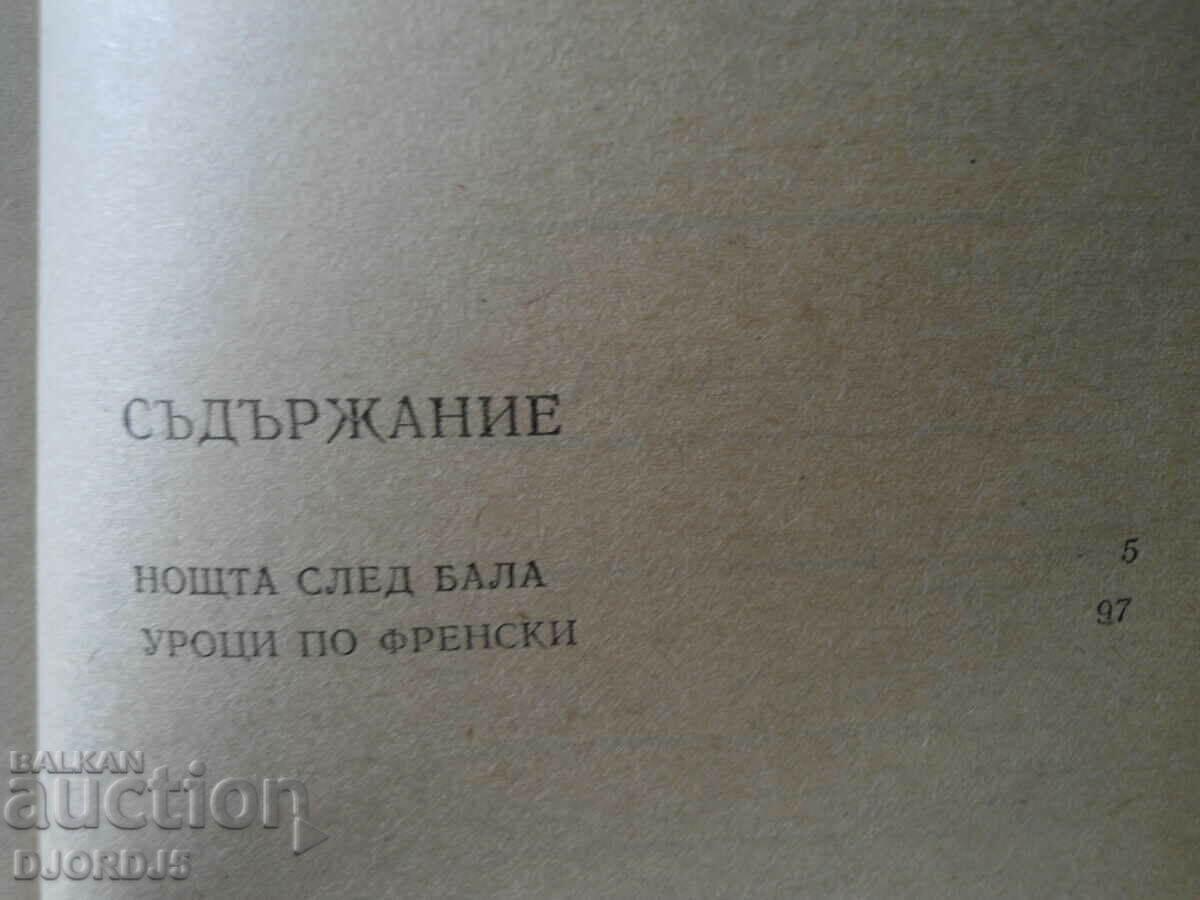 СЪДЪРЖАНИЕ
НОЩТА СЛЕД БАЛА 5
УРОЦИ ПО ФРЕНСКИ 97
BALKAN
auction
DJORDJ5